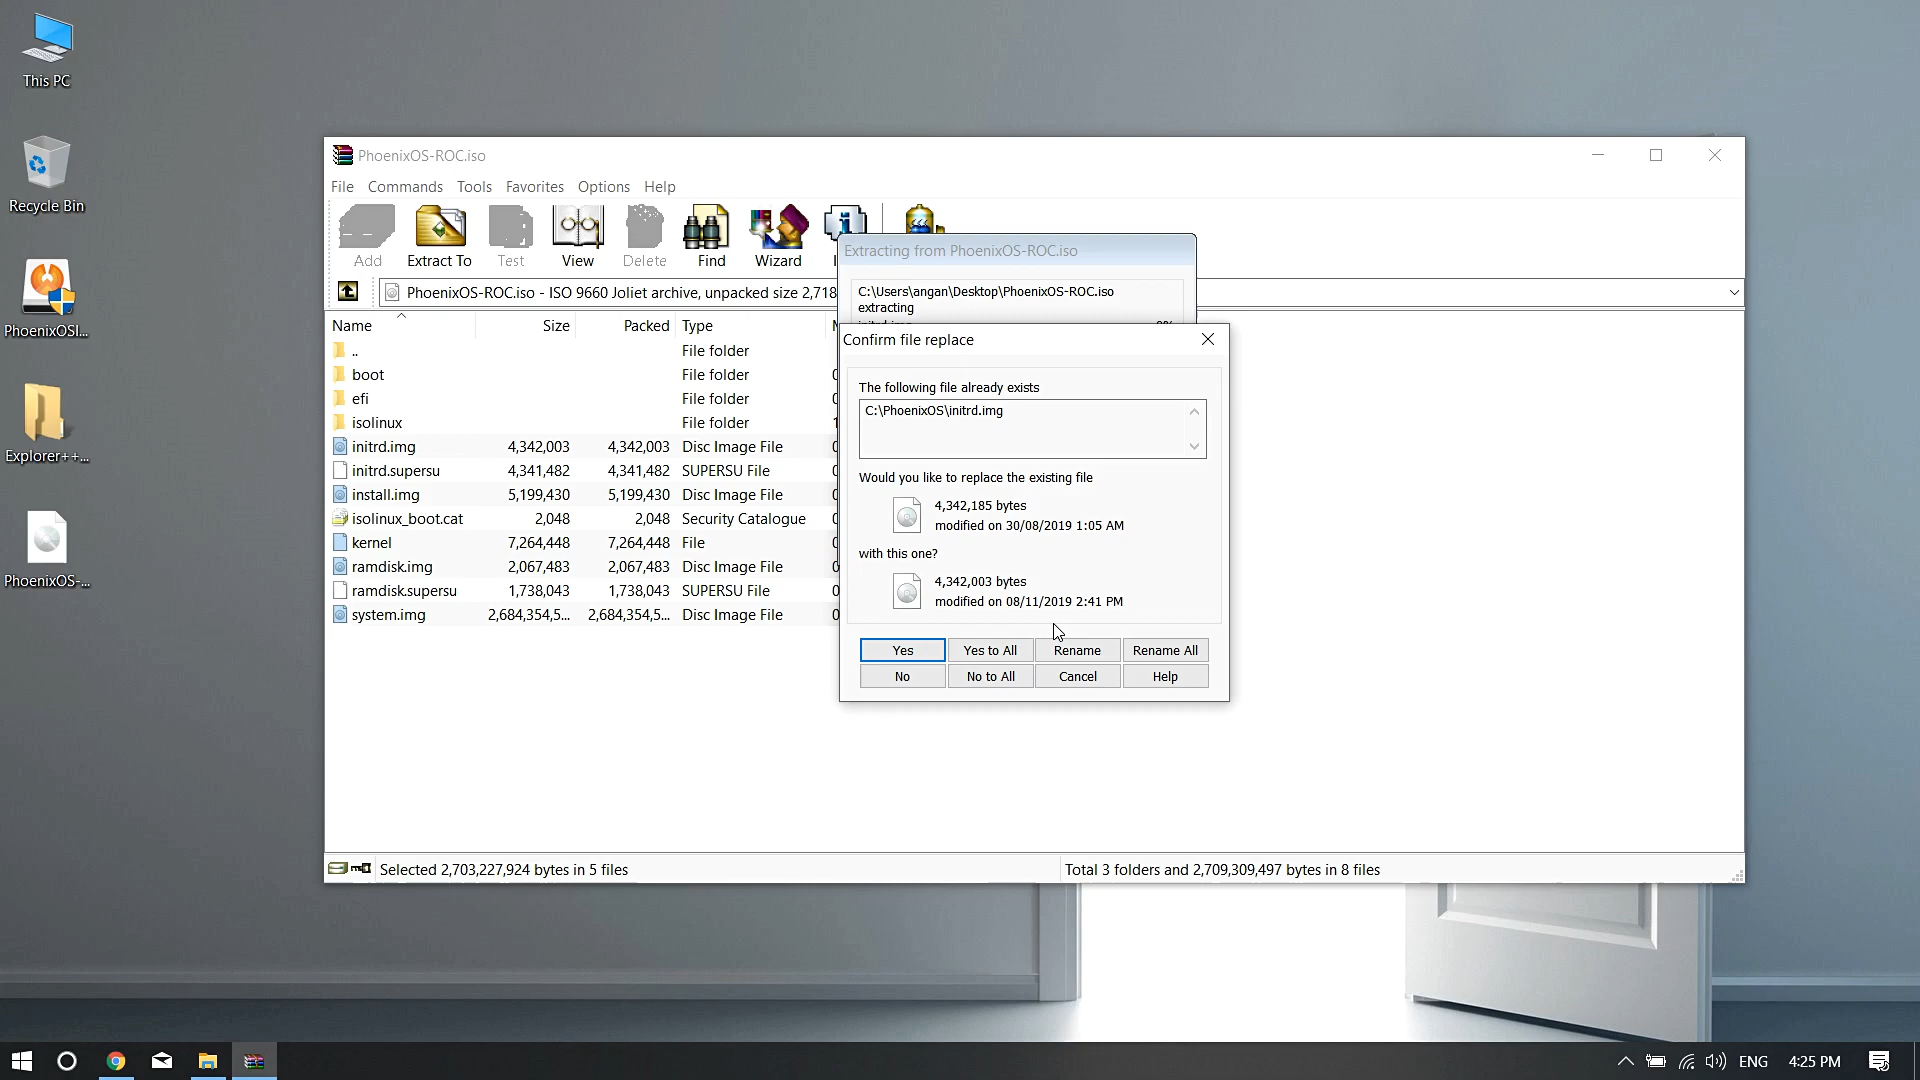 This PC
Recycle Bin
PhoenixOSI...
Explorer++...
PhoenixOS-...
PhoenixOS-ROC.iso
File Commands Tools Favorites Options Help
Add Extract To Test View Delete Find Wizard
PhoenixOS-ROC.iso - ISO 9660 Joliet archive, unpacked size 2,718
Name Size Packed Type
.. File folder
boot File folder
efi File folder
isolinux File folder
initrd.img 4,342,003 4,342,003 Disc Image File
initrd.supersu 4,341,482 4,341,482 SUPERSU File
install.img 5,199,430 5,199,430 Disc Image File
isolinux_boot.cat 2,048 2,048 Security Catalogue
kernel 7,264,448 7,264,448 File
ramdisk.img 2,067,483 2,067,483 Disc Image File
ramdisk.supersu 1,738,043 1,738,043 SUPERSU File
system.img 2,684,354,5... 2,684,354,5... Disc Image File
Extracting from PhoenixOS-ROC.iso
C:\Users\angan\Desktop\PhoenixOS-ROC.iso
extracting
Confirm file replace
The following file already exists
C:\PhoenixOS\initrd.img
Would you like to replace the existing file
4,342,185 bytes
modified on 30/08/2019 1:05 AM
with this one?
4,342,003 bytes
modified on 08/11/2019 2:41 PM
Yes Yes to All Rename Rename All
No No to All Cancel Help
Selected 2,703,227,924 bytes in 5 files
Total 3 folders and 2,709,309,497 bytes in 8 files
ENG 4:25 PM